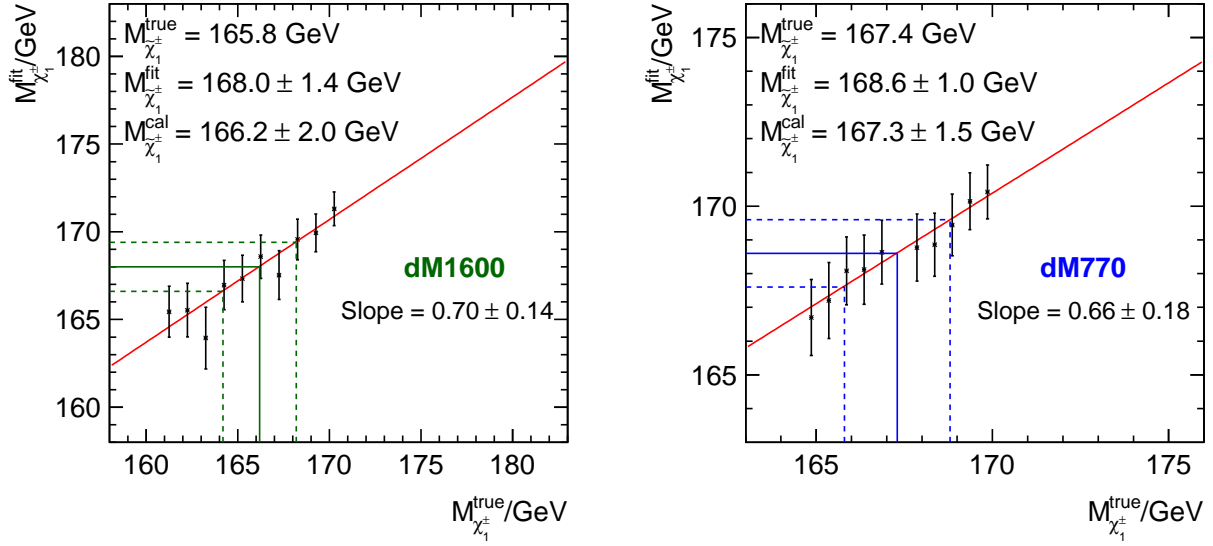 M^fit_χ̃₁^±/GeV
180
175
170
165
160
M^true_χ̃₁^± = 165.8 GeV
M^fit_χ̃₁^± = 168.0 ± 1.4 GeV
M^cal_χ̃₁^± = 166.2 ± 2.0 GeV
dM1600
Slope = 0.70 ± 0.14
160 165 170 175 180
M^true_χ̃₁^±/GeV
M^fit_χ̃₁^±/GeV
175
170
165
M^true_χ̃₁^± = 167.4 GeV
M^fit_χ̃₁^± = 168.6 ± 1.0 GeV
M^cal_χ̃₁^± = 167.3 ± 1.5 GeV
dM770
Slope = 0.66 ± 0.18
165 170 175
M^true_χ̃₁^±/GeV